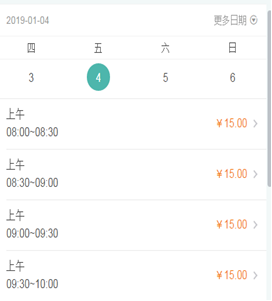 2019-01-04 更多日期
四 五 六 日
3 4 5 6
上午
08:00~08:30 ￥15.00
上午
08:30~09:00 ￥15.00
上午
09:00~09:30 ￥15.00
上午
09:30~10:00 ￥15.00